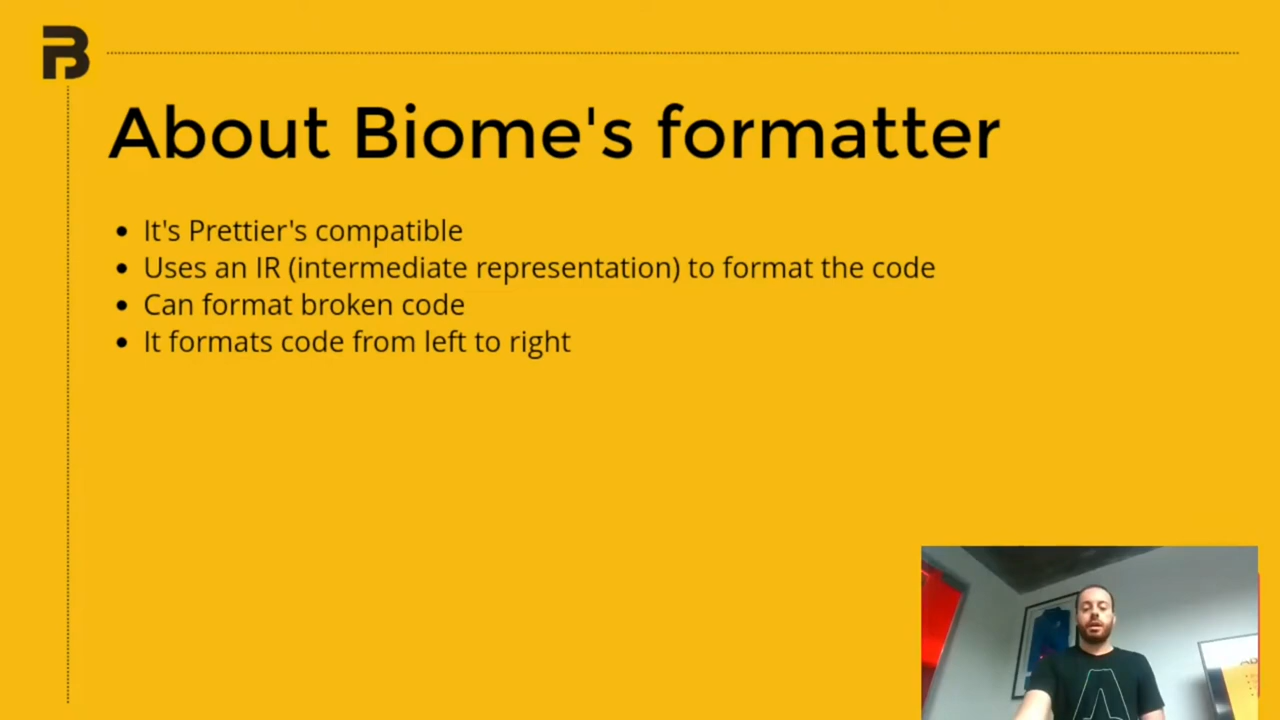 B
About Biome's formatter
It's Prettier's compatible
Uses an IR (intermediate representation) to format the code
Can format broken code
It formats code from left to right
A